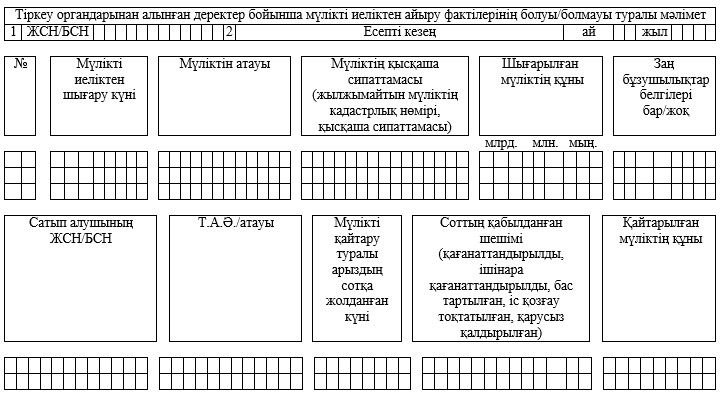 Тіркеу органдарынан алынған деректер бойынша мүлікті иеліктен айыру фактілерінің болуы/болмауы туралы мәлімет
1 ЖСН/БСН 2 Есепті кезең ай жыл
№
Мүлікті
иеліктен
шығару күні
Мүліктін атауы
Мүліктің қысқаша
сипаттамасы
(жылжымайтын мүліктің
кадастрлық нөмірі,
қысқаша сипаттамасы)
Шығарылған
мүліктің құны
Заң
бұзушылықтар
белгілері
бар/жоқ
млрд. млн. мың.
Сатып алушының
ЖСН/БСН
Т.А.Ә./атауы
Мүлікті
қайтару
туралы
арыздың
сотқа
жолданған
күні
Соттың қабылданған
шешімі
(қағанаттандырылды,
ішінара
қағанаттандырылды, бас
тартылған, іс қозғау
тоқтатылған, қарусыз
қалдырылған)
Қайтарылған
мүліктің құны